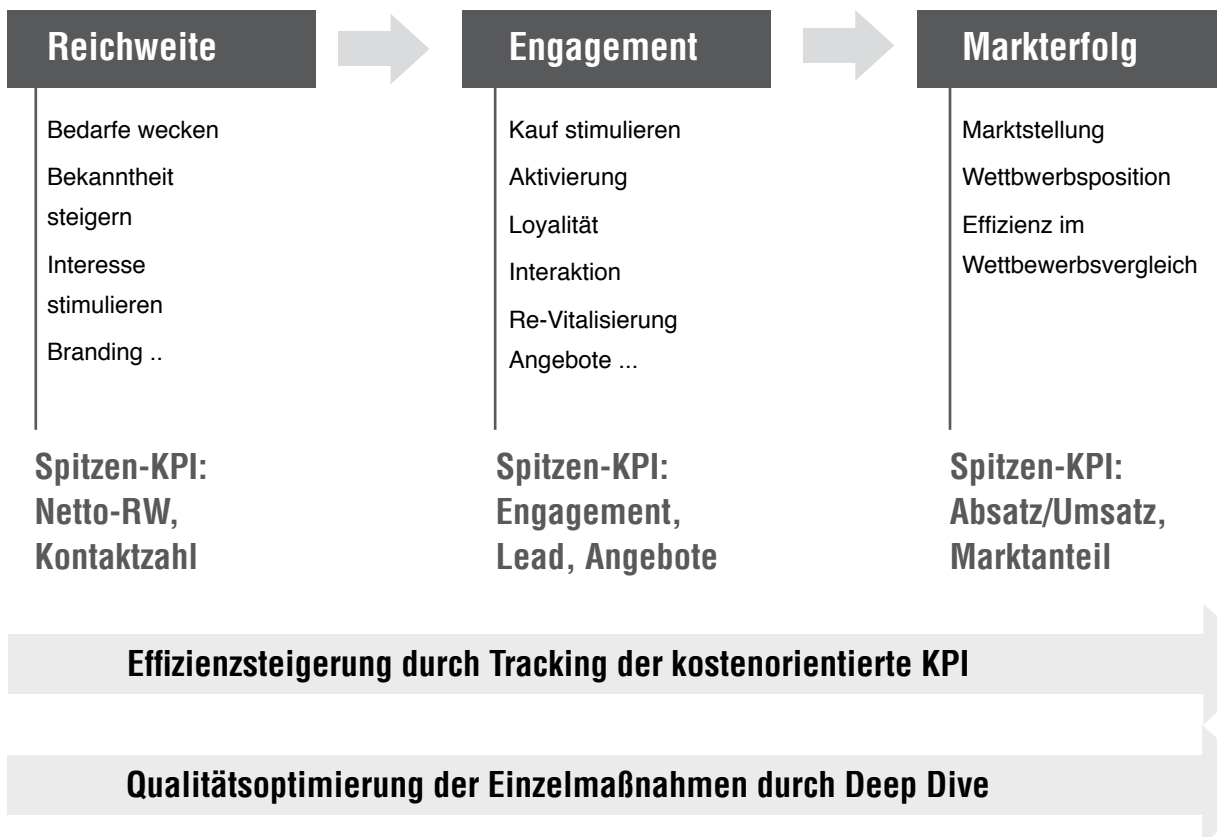 Reichweite
Engagement
Markterfolg
Bedarfe wecken
Bekanntheit
steigern
Interesse
stimulieren
Branding ..
Kauf stimulieren
Aktivierung
Loyalität
Interaktion
Re-Vitalisierung
Angebote ...
Marktstellung
Wettbwerbsposition
Effizienz im
Wettbewerbsvergleich
Spitzen-KPI:
Netto-RW,
Kontaktzahl
Spitzen-KPI:
Engagement,
Lead, Angebote
Spitzen-KPI:
Absatz/Umsatz,
Marktanteil
Effizienzsteigerung durch Tracking der kostenorientierte KPI
Qualitätsoptimierung der Einzelmaßnahmen durch Deep Dive